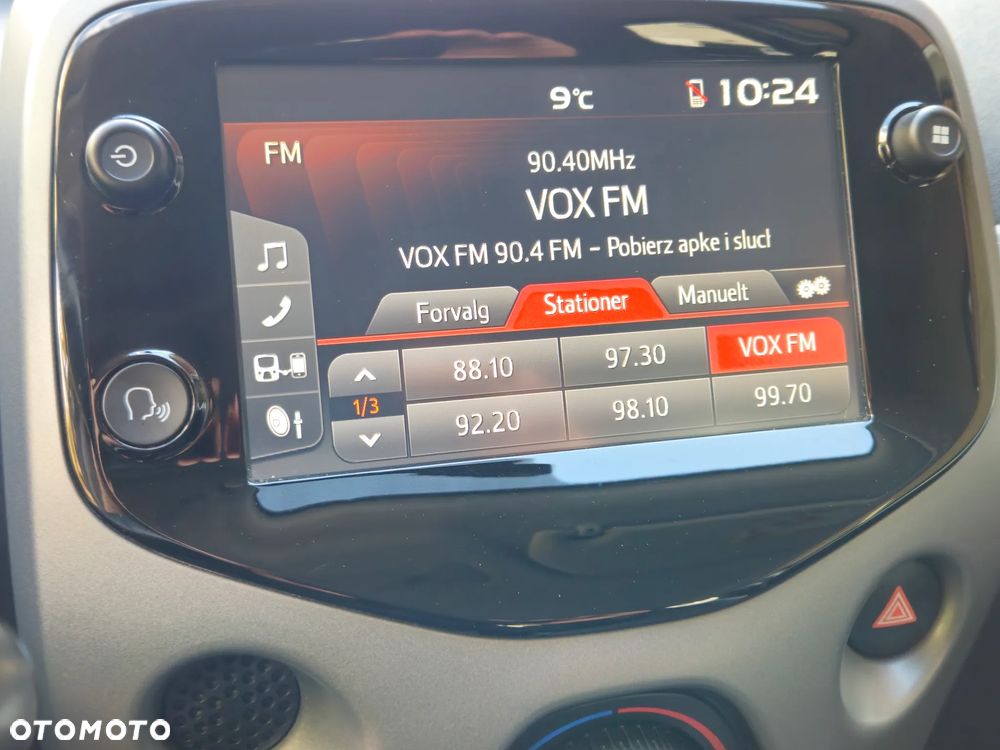 9°C 10:24
FM
90.40MHz
VOX FM
VOX FM 90.4 FM – Pobierz apke i słuch
Forvalg Stationer Manuelt
88.10 97.30 VOX FM
1/3
92.20 98.10 99.70
OTOMOTO